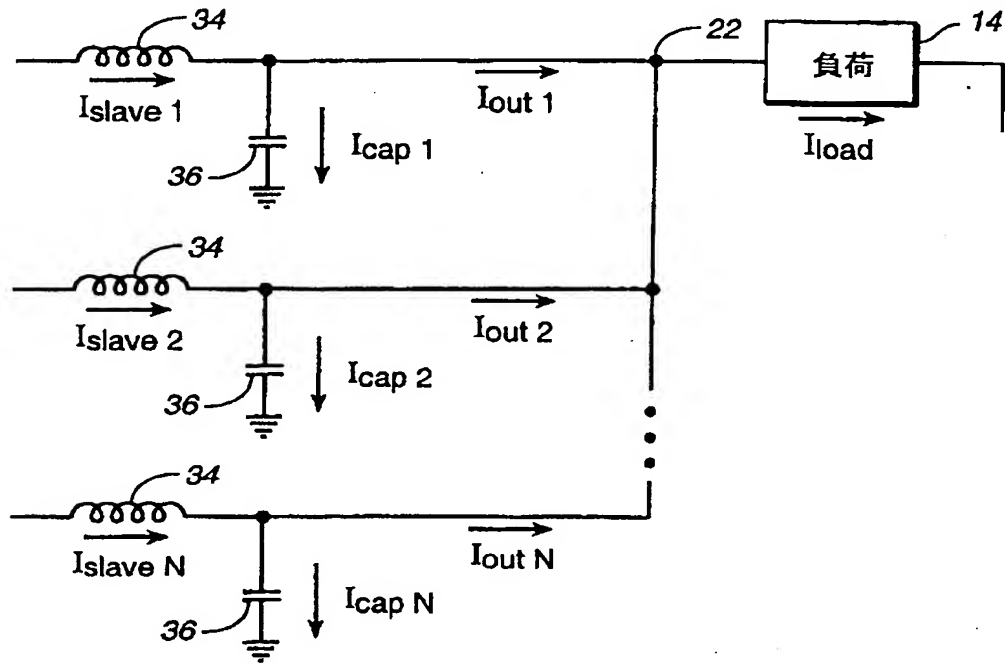 34
22
14
負荷
Islave 1
Iout 1
Iload
Icap 1
36
34
Islave 2
Iout 2
Icap 2
36
34
Islave N
Iout N
Icap N
36